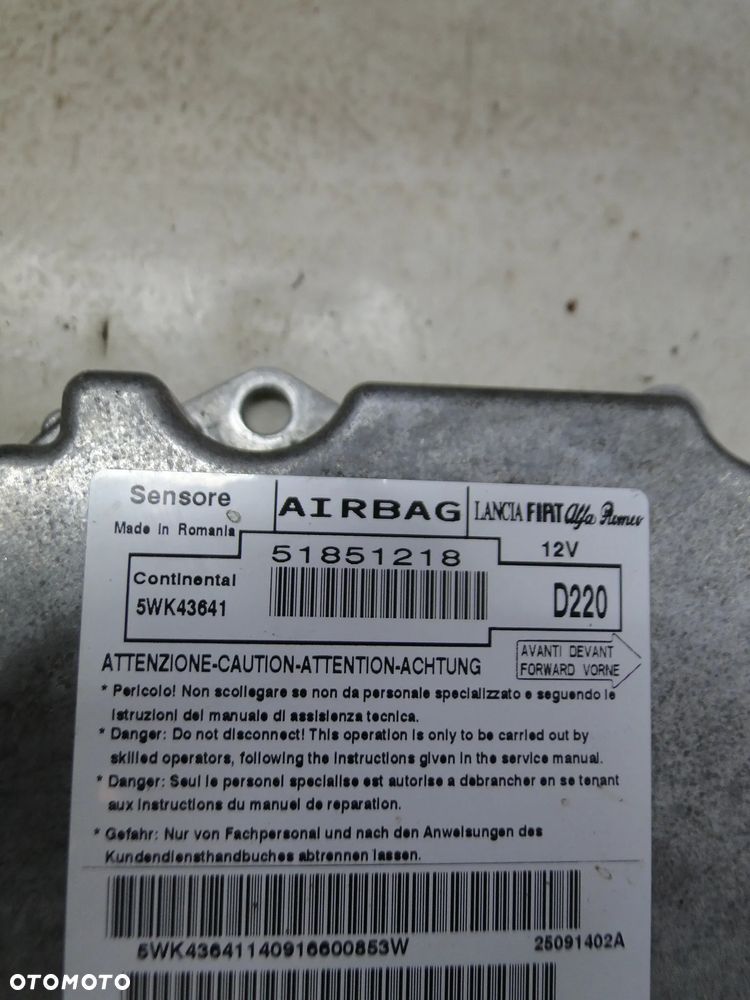 Sensore
AIRBAG
LANCIA FIAT Alfa Romeo
Made in Romania
51851218
12V
Continental
5WK43641
D220
ATTENZIONE-CAUTION-ATTENTION-ACHTUNG
AVANTI DEVANT
FORWARD VORNE
* Pericolo! Non scollegare se non da personale specializzato e seguendo le
istruzioni del manuale di assisienza tecnica.
* Danger: Do not disconnect! This operation is only to be carried out by
skilled operators, following the instructions given in the service manual.
* Danger: Seul le personel specialise est autorise a debrancher en se tenant
aux instructions du manuel de reparation.
* Gefahr: Nur von Fachpersonal und nach den Anweisungen des
Kundendiensthandbuches abtrennen lassen.
5WK43641140916600853W
25091402A
OTOMOTO